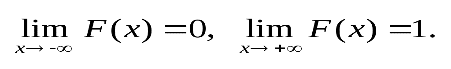 lim F(x)=0, lim F(x)=1.
x→ -∞ x→ +∞